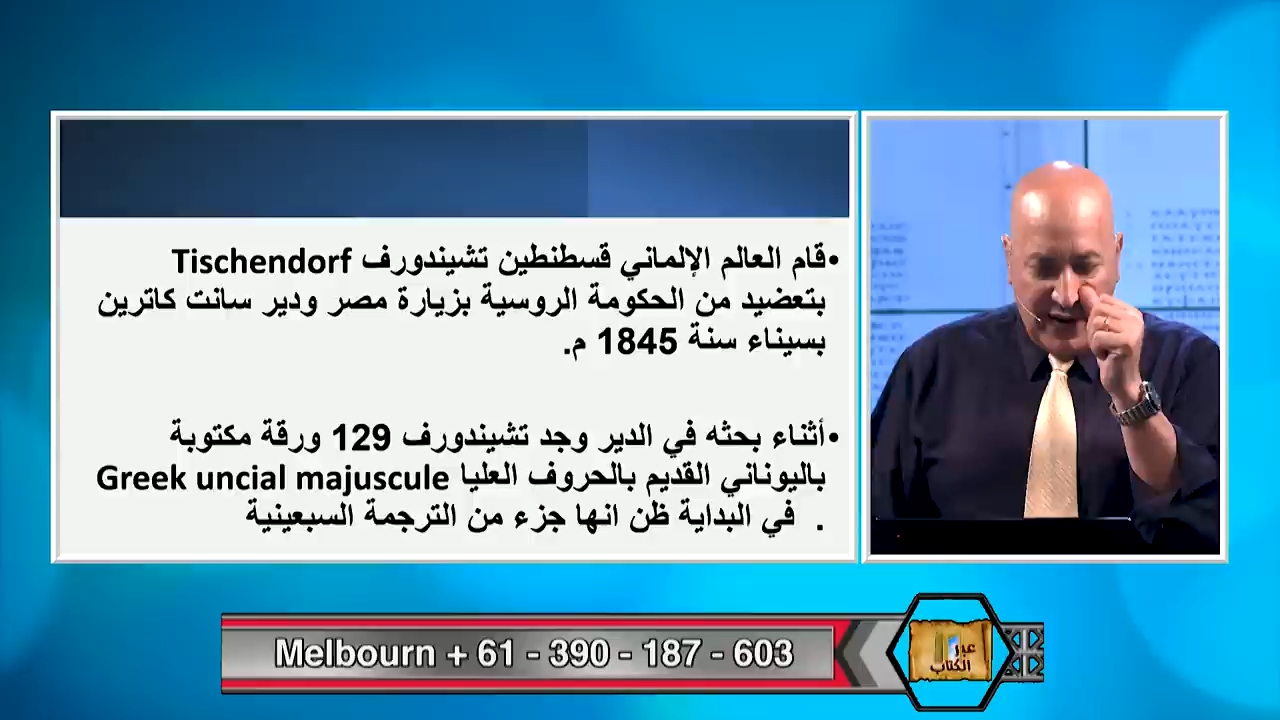 •قام العالم الإلماني قسطنطين تشيندورف Tischendorf
بتعضيد من الحكومة الروسية بزيارة مصر ودير سانت كاترين
بسيناء سنة 1845 م.
•أثناء بحثه في الدير وجد تشيندورف 129 ورقة مكتوبة
باليوناني القديم بالحروف العليا Greek uncial majuscule
. في البداية ظن انها جزء من الترجمة السبعينية
Melbourn + 61 - 390 - 187 - 603
عبر
الكتاب